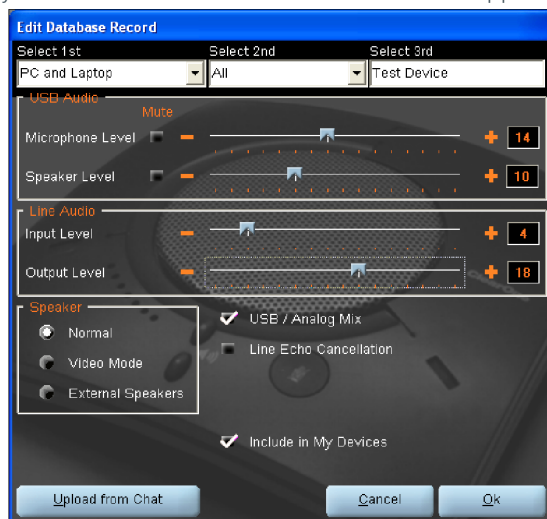 Edit Database Record
Select 1st Select 2nd Select 3rd
PC and Laptop All Test Device
USB Audio
Mute
Microphone Level 14
Speaker Level 10
Line Audio
Input Level 4
Output Level 18
Speaker
Normal
Video Mode
External Speakers
USB / Analog Mix
Line Echo Cancellation
Include in My Devices
Upload from Chat Cancel Ok